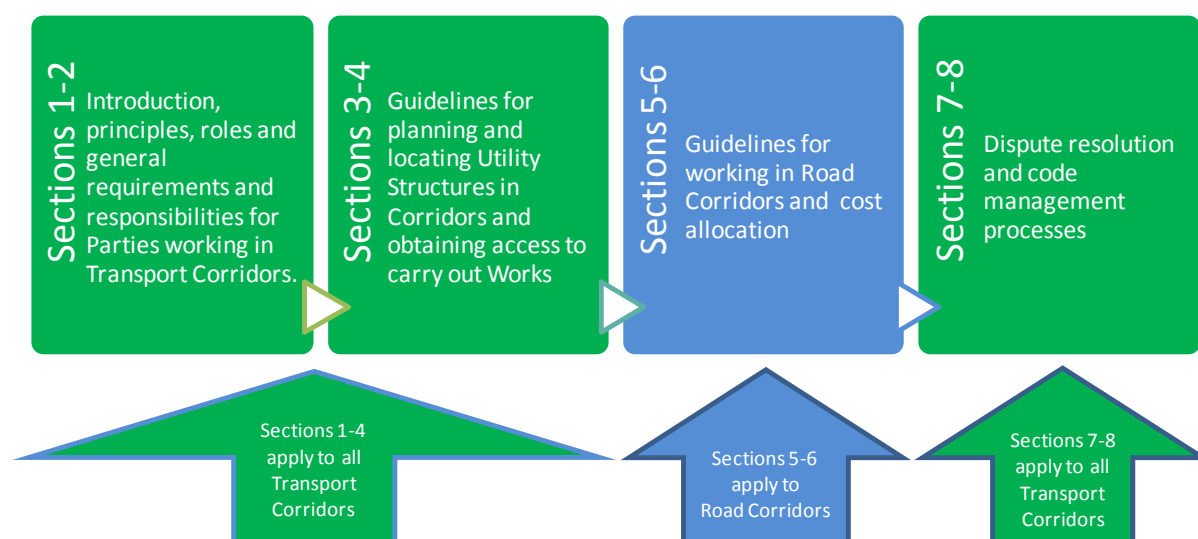 Sections 1-2
Introduction,
principles, roles and
general
requirements and
responsibilities for
Parties working in
Transport Corridors.
Sections 3-4
Guidelines for
planning and
locating Utility
Structures in
Corridors and
obtaining access to
carry out Works
Sections 5-6
Guidelines for
working in Road
Corridors and cost
allocation
Sections 7-8
Dispute resolution
and code
management
processes
Sections 1-4
apply to all
Transport
Corridors
Sections 5-6
apply to
Road Corridors
Sections 7-8
apply to all
Transport
Corridors